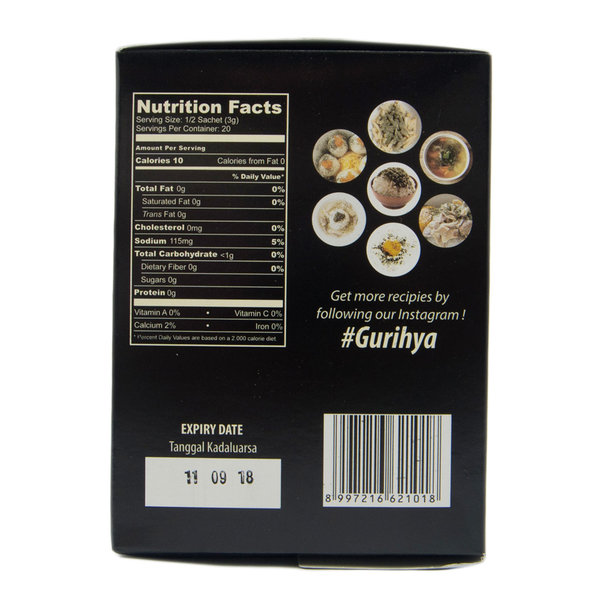 Nutrition Facts
Serving Size: 1/2 Sachet (3g)
Servings Per Container: 20
Amount Per Serving
Calories 10 Calories from Fat 0
% Daily Value*
Total Fat 0g 0%
Saturated Fat 0g 0%
Trans Fat 0g
Cholesterol 0mg 0%
Sodium 115mg 5%
Total Carbohydrate <1g 0%
Dietary Fiber 0g 0%
Sugars 0g
Protein 0g
Vitamin A 0% • Vitamin C 0%
Calcium 2% • Iron 0%
* Percent Daily Values are based on a 2 000 calorie diet.
Get more recipies by
following our Instagram !
#Gurihya
EXPIRY DATE
Tanggal Kadaluarsa
11 09 18
8 997216 621018